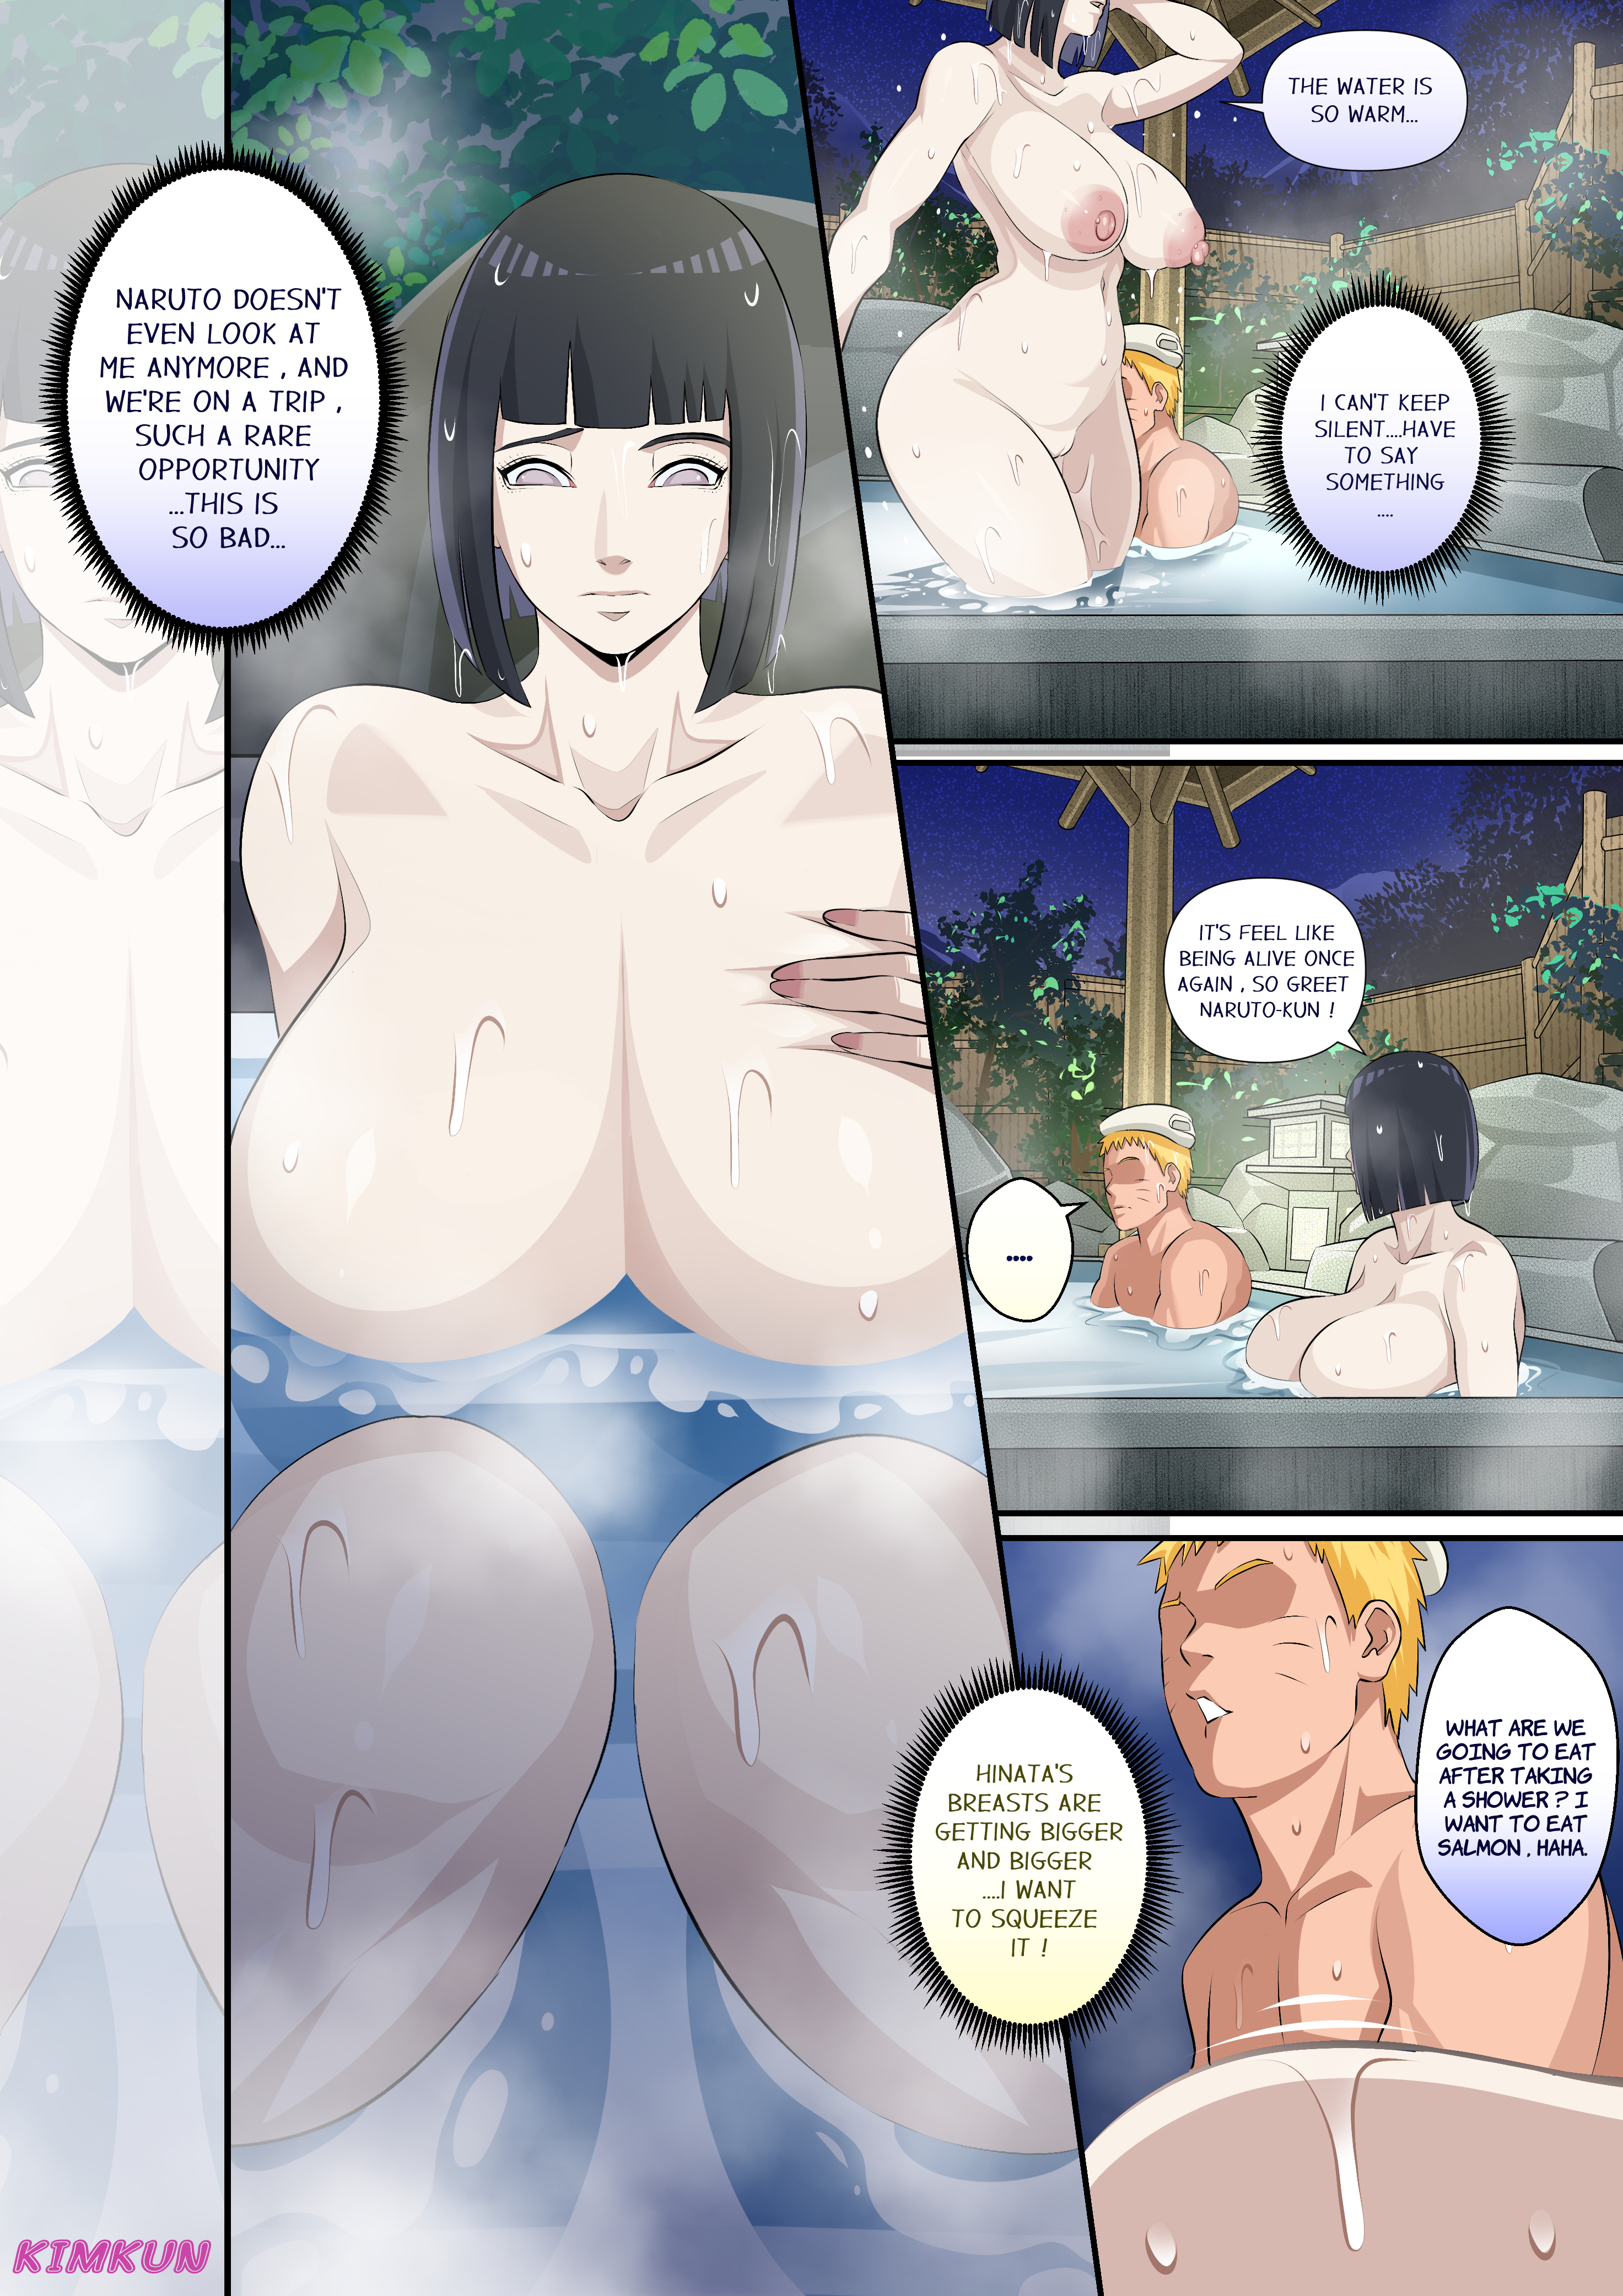 NARUTO DOESN'T
EVEN LOOK AT
ME ANYMORE , AND
WE'RE ON A TRIP ,
SUCH A RARE
OPPORTUNITY
...THIS IS
SO BAD...
THE WATER IS
SO WARM...
I CAN'T KEEP
SILENT....HAVE
TO SAY
SOMETHING
....
IT'S FEEL LIKE
BEING ALIVE ONCE
AGAIN , SO GREET
NARUTO-KUN !
....
WHAT ARE WE
GOING TO EAT
AFTER TAKING
A SHOWER ? I
WANT TO EAT
SALMON , HAHA.
HINATA'S
BREASTS ARE
GETTING BIGGER
AND BIGGER
....I WANT
TO SQUEEZE
IT !
KIMKUN